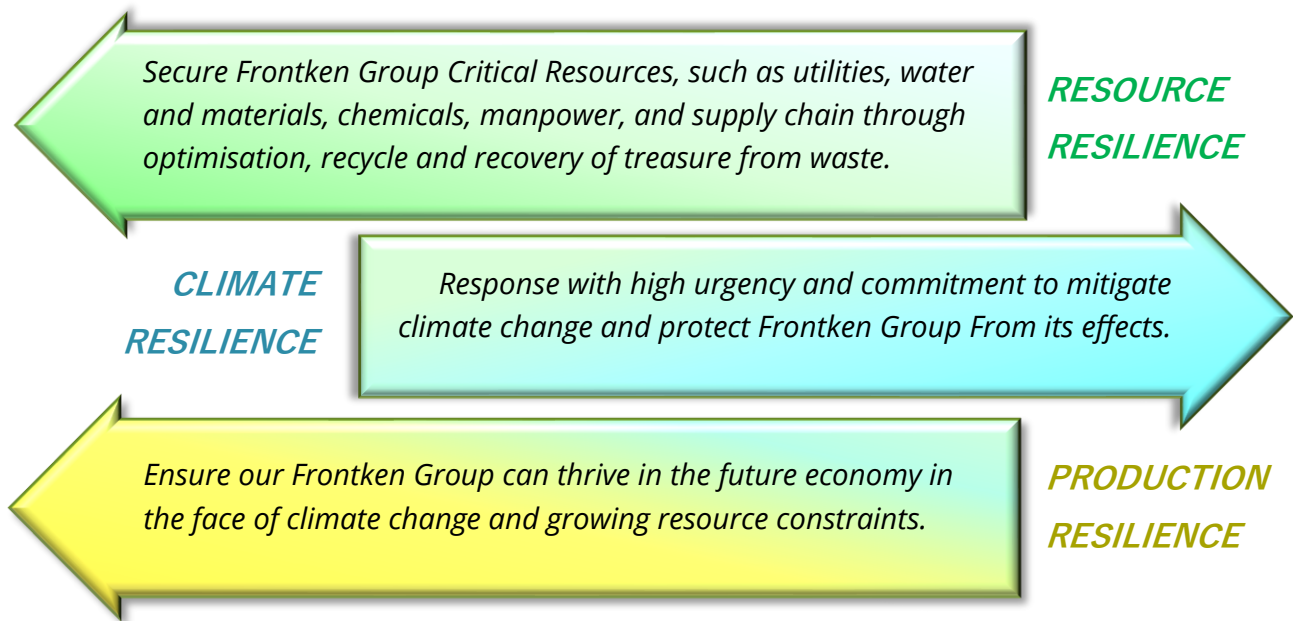 Secure Frontken Group Critical Resources, such as utilities, water
and materials, chemicals, manpower, and supply chain through
optimisation, recycle and recovery of treasure from waste.
RESOURCE
RESILIENCE
CLIMATE
RESILIENCE
Response with high urgency and commitment to mitigate
climate change and protect Frontken Group From its effects.
Ensure our Frontken Group can thrive in the future economy in
the face of climate change and growing resource constraints.
PRODUCTION
RESILIENCE